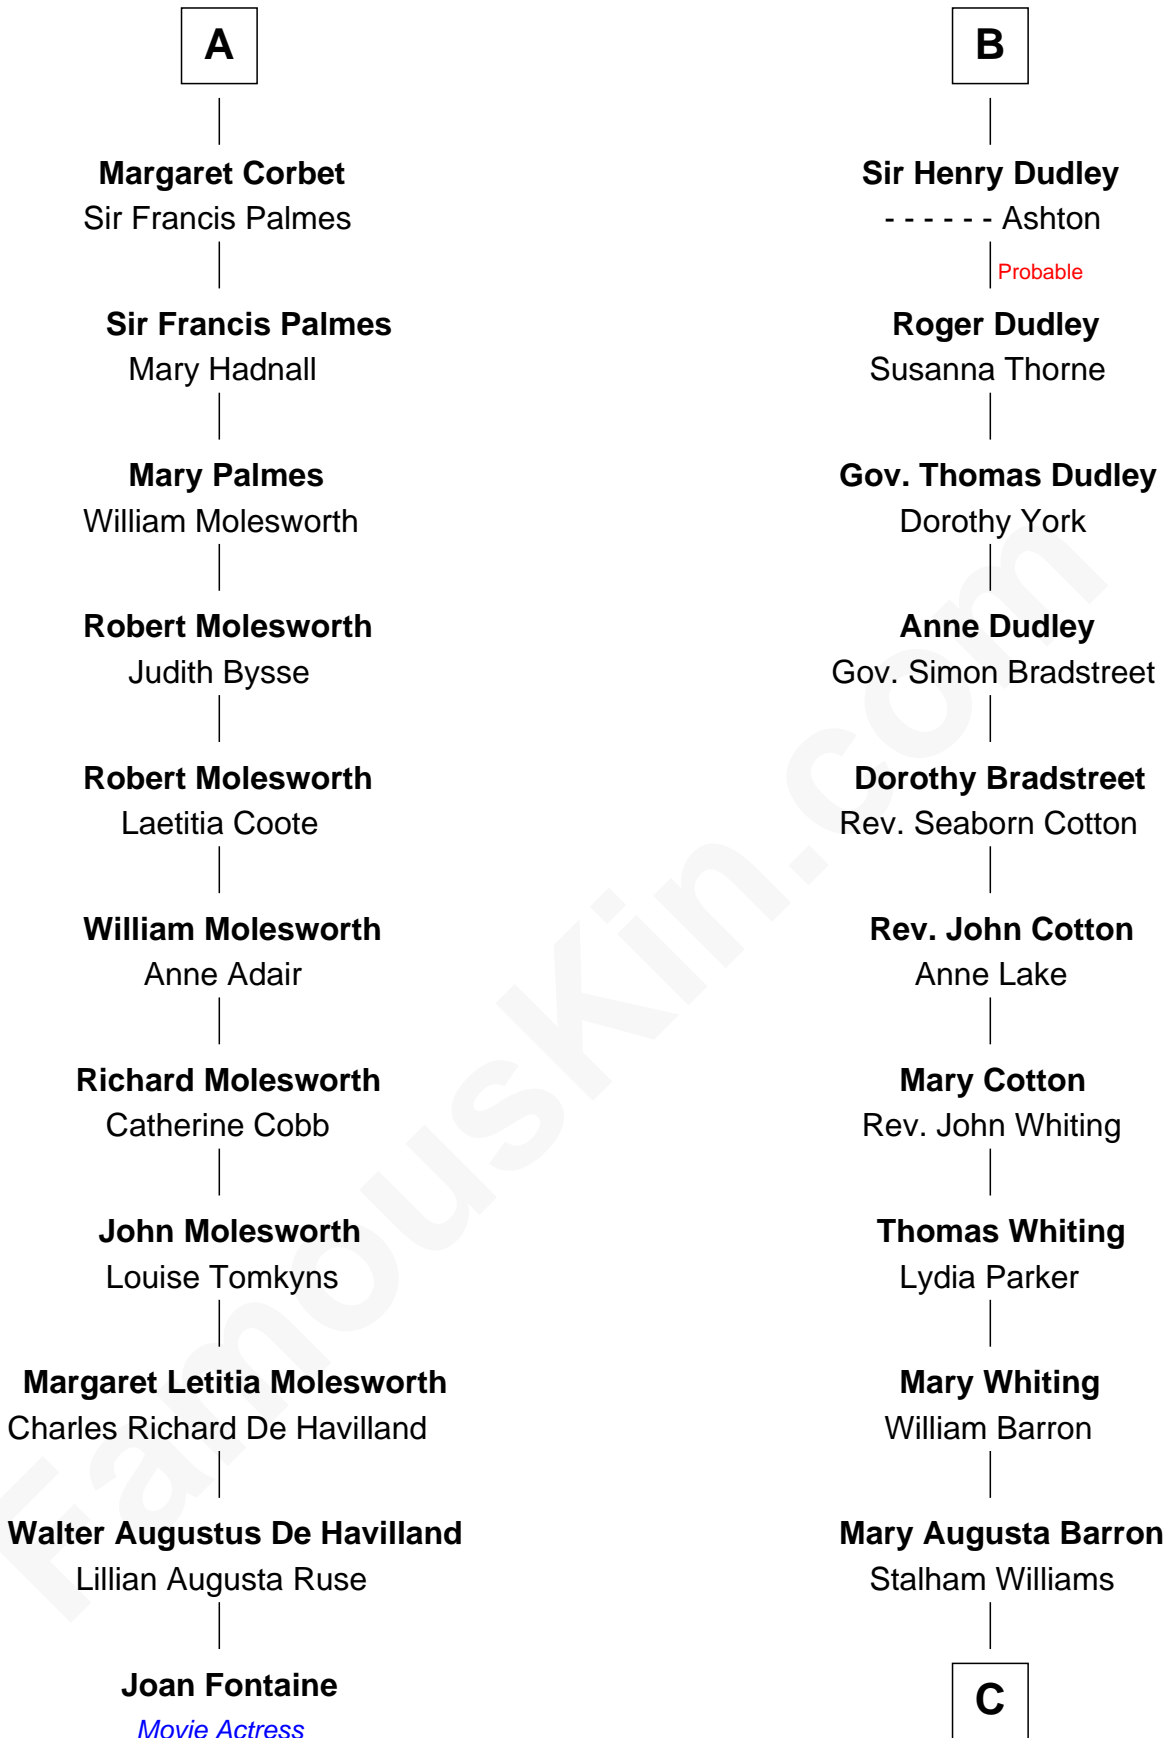 A
Margaret Corbet
Sir Francis Palmes
Sir Francis Palmes
Mary Hadnall
Mary Palmes
William Molesworth
Robert Molesworth
Judith Bysse
Robert Molesworth
Laetitia Coote
William Molesworth
Anne Adair
Richard Molesworth
Catherine Cobb
John Molesworth
Louise Tomkyns
Margaret Letitia Molesworth
Charles Richard De Havilland
Walter Augustus De Havilland
Lillian Augusta Ruse
Joan Fontaine
Movie Actress
B
Sir Henry Dudley
- - - - - - Ashton
Probable
Roger Dudley
Susanna Thorne
Gov. Thomas Dudley
Dorothy York
Anne Dudley
Gov. Simon Bradstreet
Dorothy Bradstreet
Rev. Seaborn Cotton
Rev. John Cotton
Anne Lake
Mary Cotton
Rev. John Whiting
Thomas Whiting
Lydia Parker
Mary Whiting
William Barron
Mary Augusta Barron
Stalham Williams
C
FamousKin.com